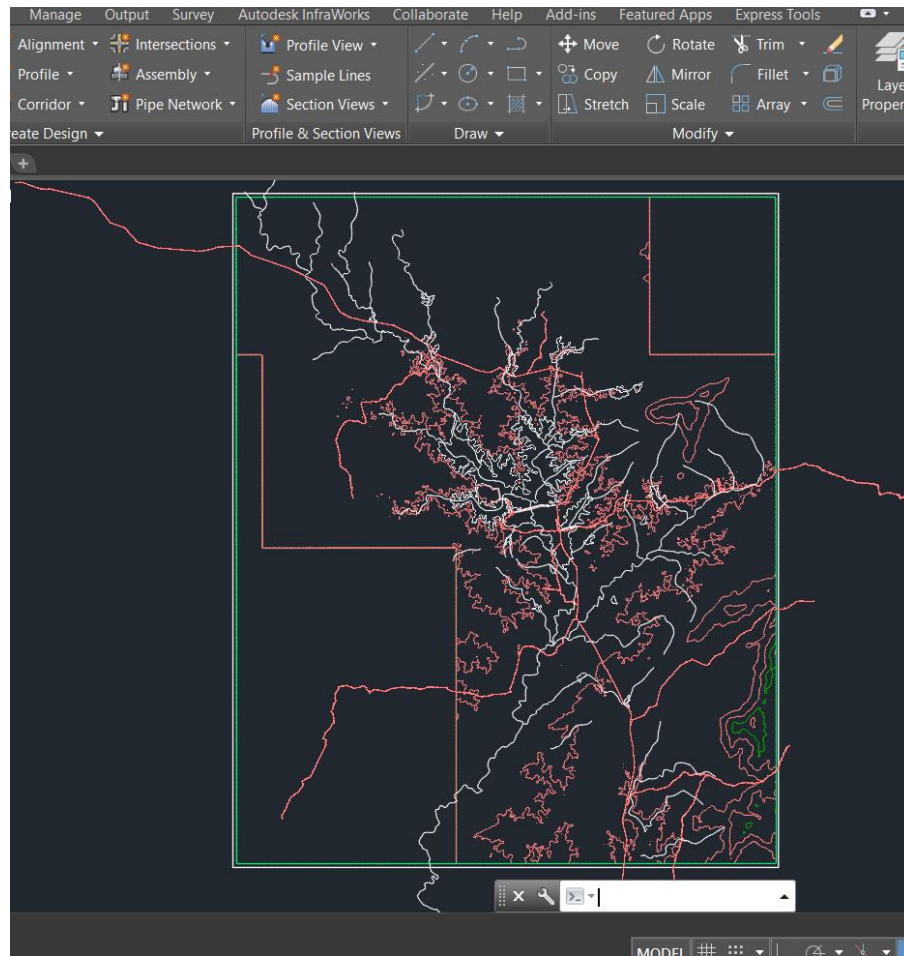 Manage Output Survey Autodesk InfraWorks Collaborate Help Add-ins Featured Apps Express Tools
Alignment Intersections Profile View Move Rotate Trim
Profile Assembly Sample Lines Copy Mirror Fillet
Corridor Pipe Network Section Views Stretch Scale Array
Design Profile & Section Views Draw Modify
MODEL